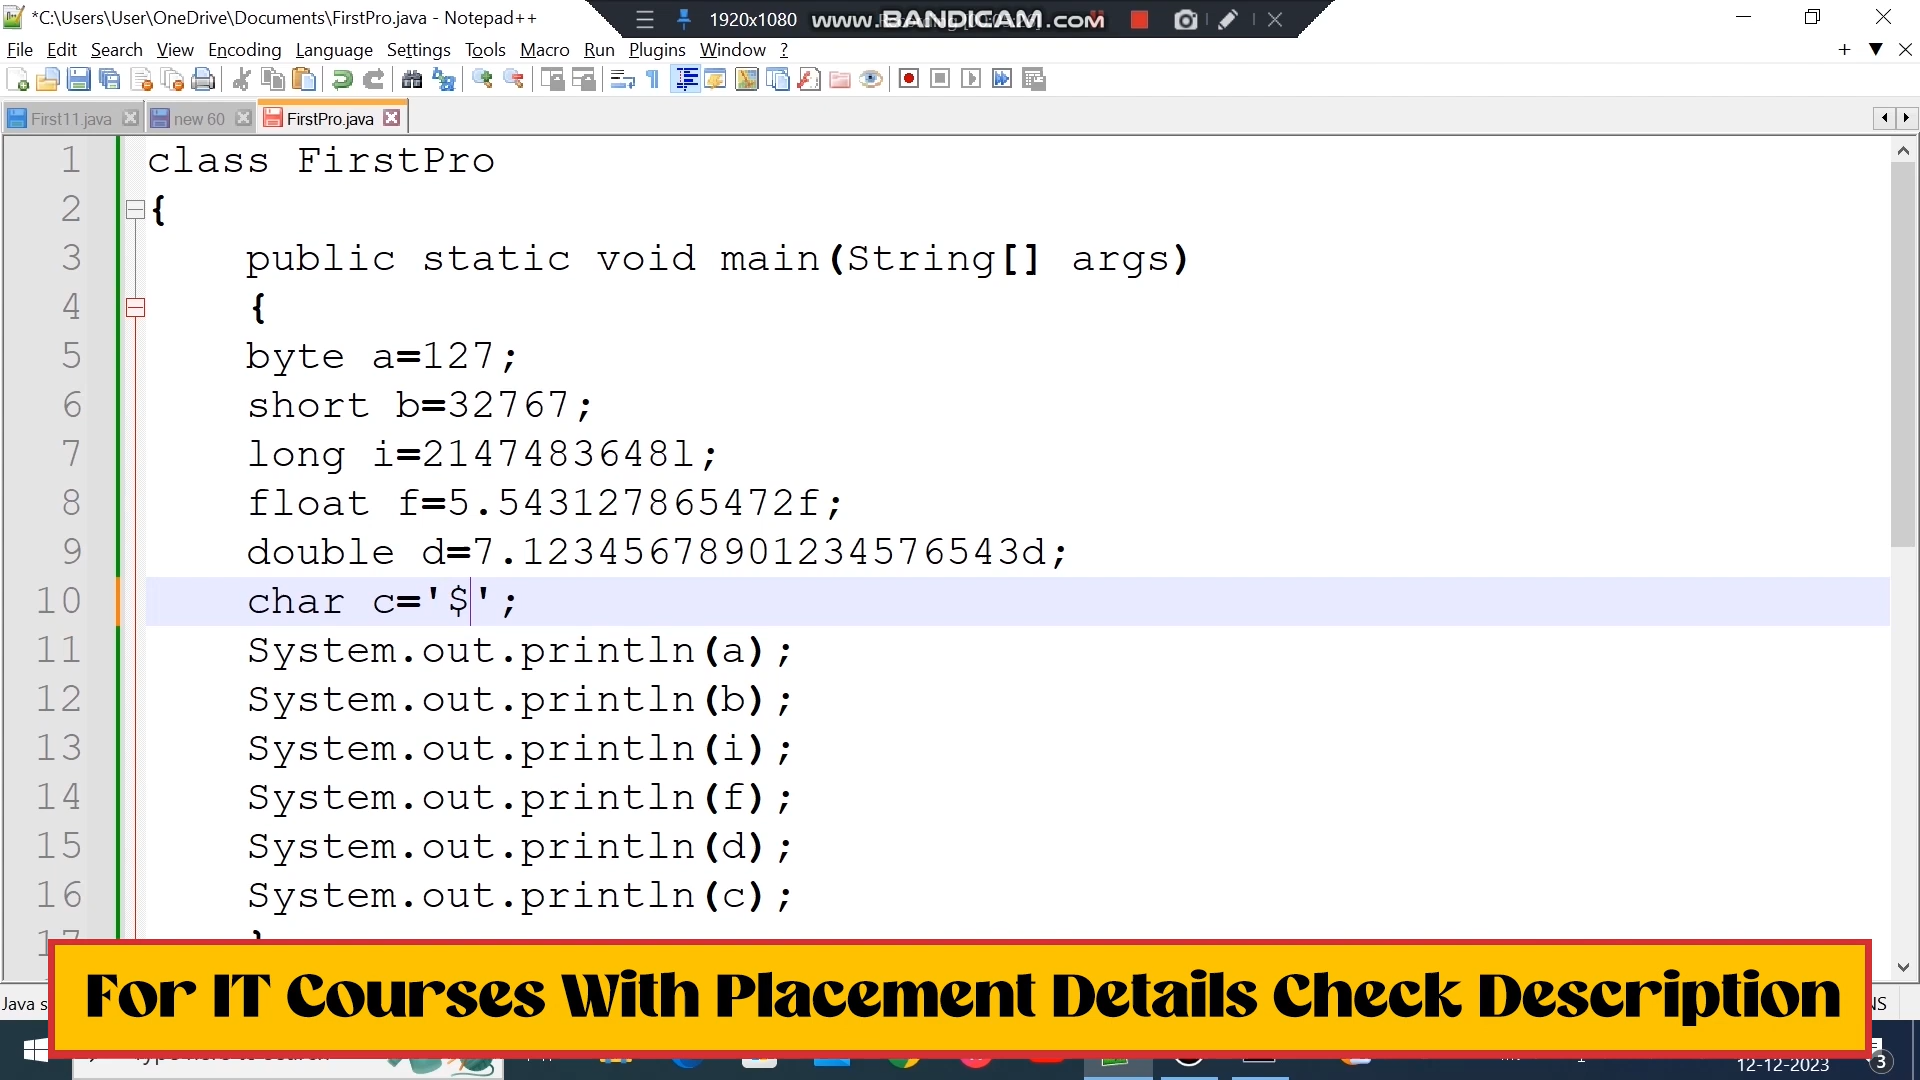 *C:\Users\User\OneDrive\Documents\FirstPro.java - Notepad++
1920x1080 www.BANDICAM.com
File Edit Search View Encoding Language Settings Tools Macro Run Plugins Window ?
First11.java new 60 FirstPro.java
1 class FirstPro
2 {
3 public static void main(String[] args)
4 {
5 byte a=127;
6 short b=32767;
7 long i=2147483648l;
8 float f=5.543127865472f;
9 double d=7.12345678901234576543d;
10 char c='$';
11 System.out.println(a);
12 System.out.println(b);
13 System.out.println(i);
14 System.out.println(f);
15 System.out.println(d);
16 System.out.println(c);
17 }
Java s
For IT Courses With Placement Details Check Description
12-12-2023 3